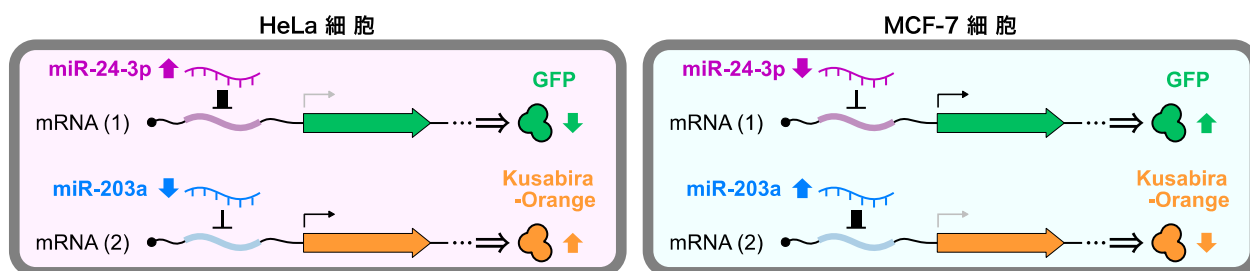 HeLa 細胞
miR-24-3p
GFP
mRNA (1)
miR-203a
Kusabira
-Orange
mRNA (2)
MCF-7 細胞
miR-24-3p
GFP
mRNA (1)
miR-203a
Kusabira
-Orange
mRNA (2)